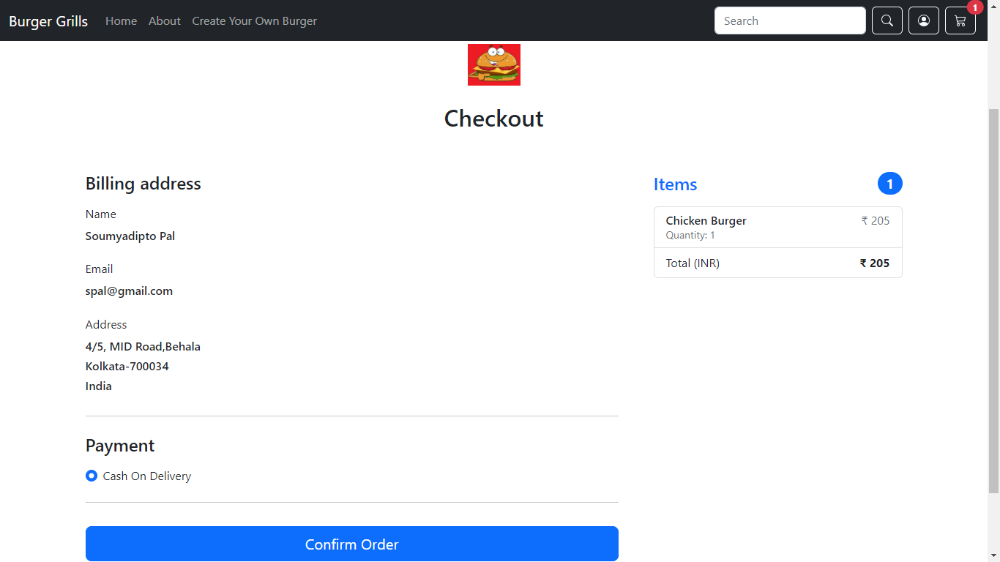 Burger Grills Home About Create Your Own Burger Search 1
Checkout
Billing address
Name
Soumyadipto Pal
Email
spal@gmail.com
Address
4/5, MID Road,Behala
Kolkata-700034
India
Payment
Cash On Delivery
Confirm Order
Items 1
Chicken Burger ₹ 205
Quantity: 1
Total (INR) ₹ 205